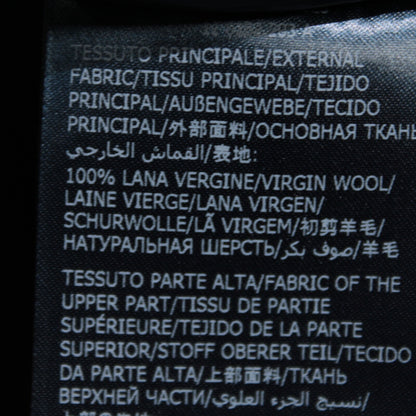 TESSUTO PRINCIPALE/EXTERNAL
FABRIC/TISSU PRINCIPAL/TEJIDO
PRINCIPAL/AUßENGEWEBE/TECIDO
PRINCIPAL/外部面料/ОСНОВНАЯ ТКАНЬ
القماش الخارجي/表地:
100% LANA VERGINE/VIRGIN WOOL/
LAINE VIERGE/LANA VIRGEN/
SCHURWOLLE/LÃ VIRGEM/初剪羊毛/
НАТУРАЛЬНАЯ ШЕРСТЬ/صوف بكر/羊毛
TESSUTO PARTE ALTA/FABRIC OF THE
UPPER PART/TISSU DE PARTIE
SUPÉRIEURE/TEJIDO DE LA PARTE
SUPERIOR/STOFF OBERER TEIL/TECIDO
DA PARTE ALTA/上部面料/ТКАНЬ
ВЕРХНЕЙ ЧАСТИ/نسيج الجزء العلوي/